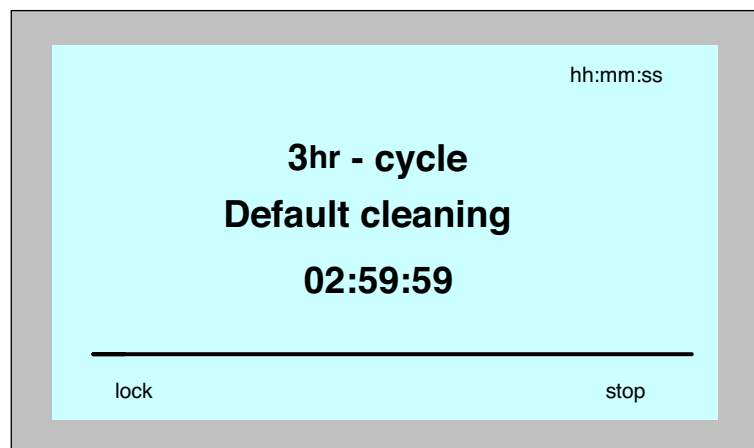 hh:mm:ss
3hr - cycle
Default cleaning
02:59:59
lock stop